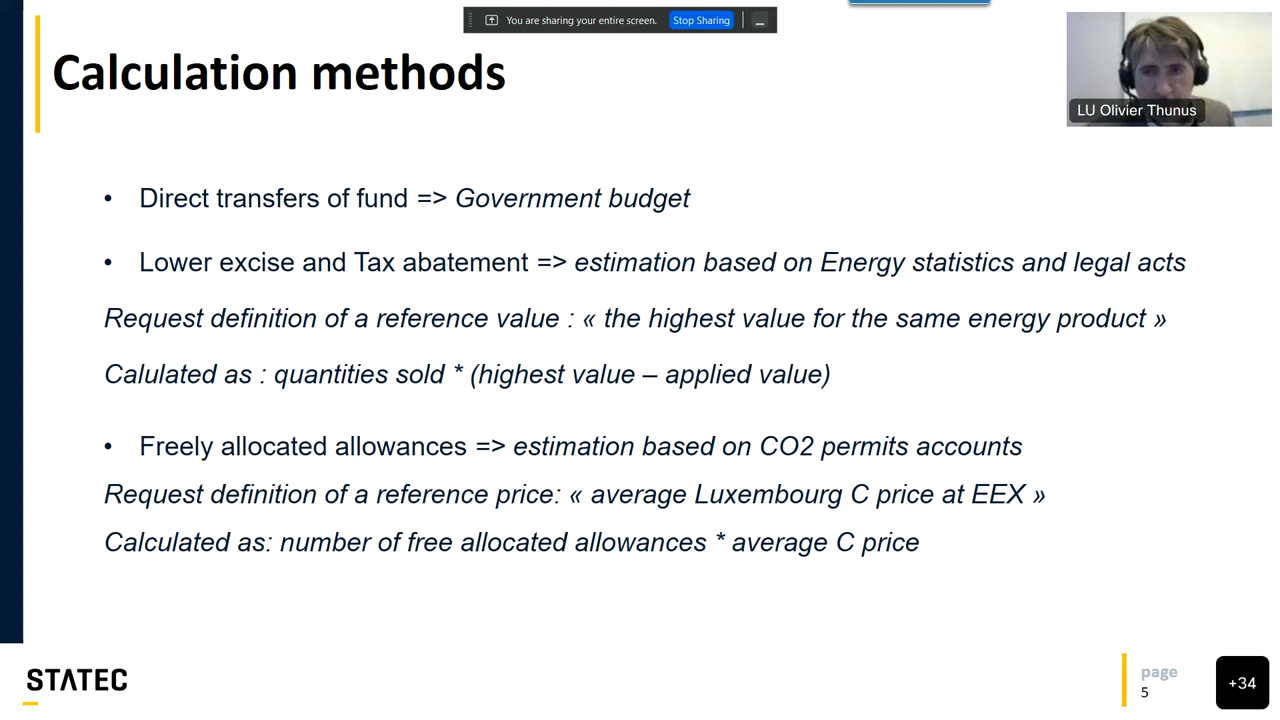 You are sharing your entire screen. Stop Sharing
Calculation methods
LU Olivier Thunus
• Direct transfers of fund => Government budget
• Lower excise and Tax abatement => estimation based on Energy statistics and legal acts
Request definition of a reference value : « the highest value for the same energy product »
Calulated as : quantities sold * (highest value – applied value)
• Freely allocated allowances => estimation based on CO2 permits accounts
Request definition of a reference price: « average Luxembourg C price at EEX »
Calculated as: number of free allocated allowances * average C price
STATEC
page
5
+34